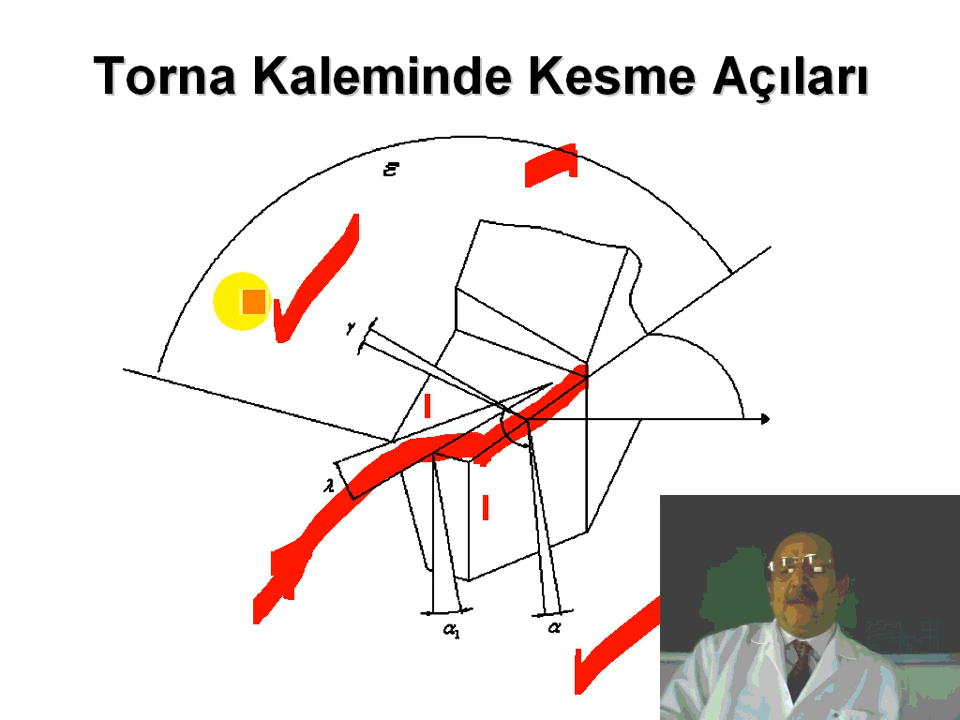 Torna Kaleminde Kesme Açıları
ε
γ
λ
α₁
α